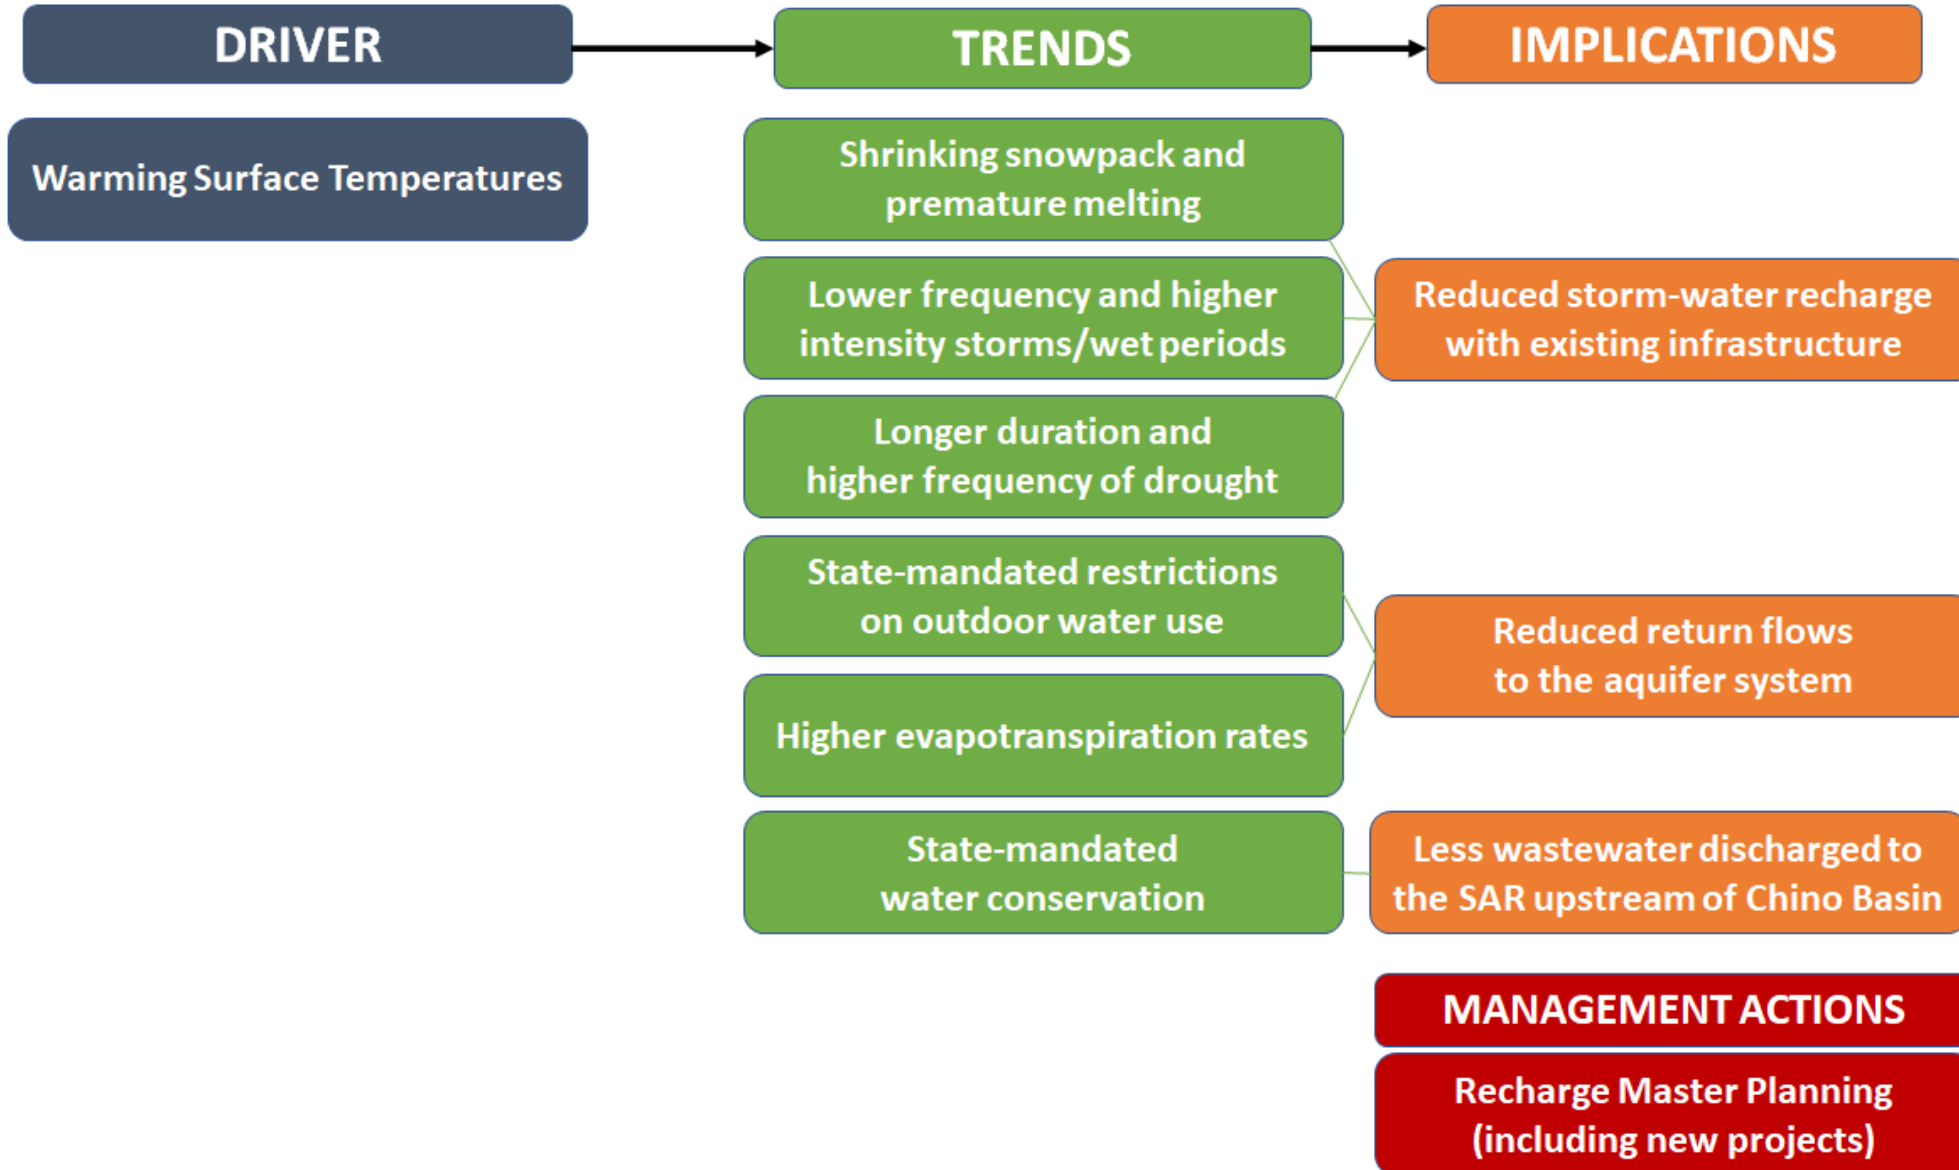 DRIVER
TRENDS
IMPLICATIONS
Warming Surface Temperatures
Shrinking snowpack and
premature melting
Lower frequency and higher
intensity storms/wet periods
Reduced storm-water recharge
with existing infrastructure
Longer duration and
higher frequency of drought
State-mandated restrictions
on outdoor water use
Reduced return flows
to the aquifer system
Higher evapotranspiration rates
State-mandated
water conservation
Less wastewater discharged to
the SAR upstream of Chino Basin
MANAGEMENT ACTIONS
Recharge Master Planning
(including new projects)